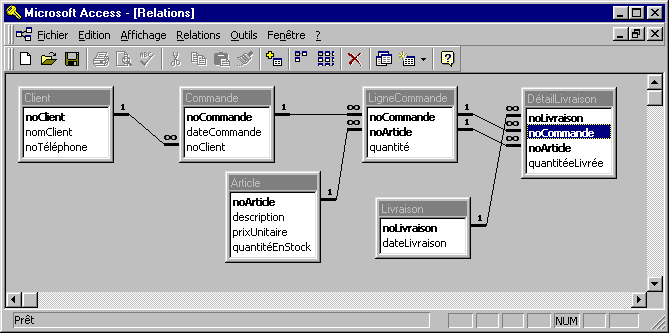 Microsoft Access - [Relations]
Fichier Edition Affichage Relations Outils Fenêtre ?
Client
noClient
nomClient
noTéléphone
1
∞
Commande
noCommande
dateCommande
noClient
1
∞
∞
LigneCommande
noCommande
noArticle
quantité
1
1
∞
∞
∞
DétailLivraison
noLivraison
noCommande
noArticle
quantitéeLivrée
Article
noArticle
description
prixUnitaire
quantitéEnStock
1
Livraison
noLivraison
dateLivraison
1
Prêt
NUM